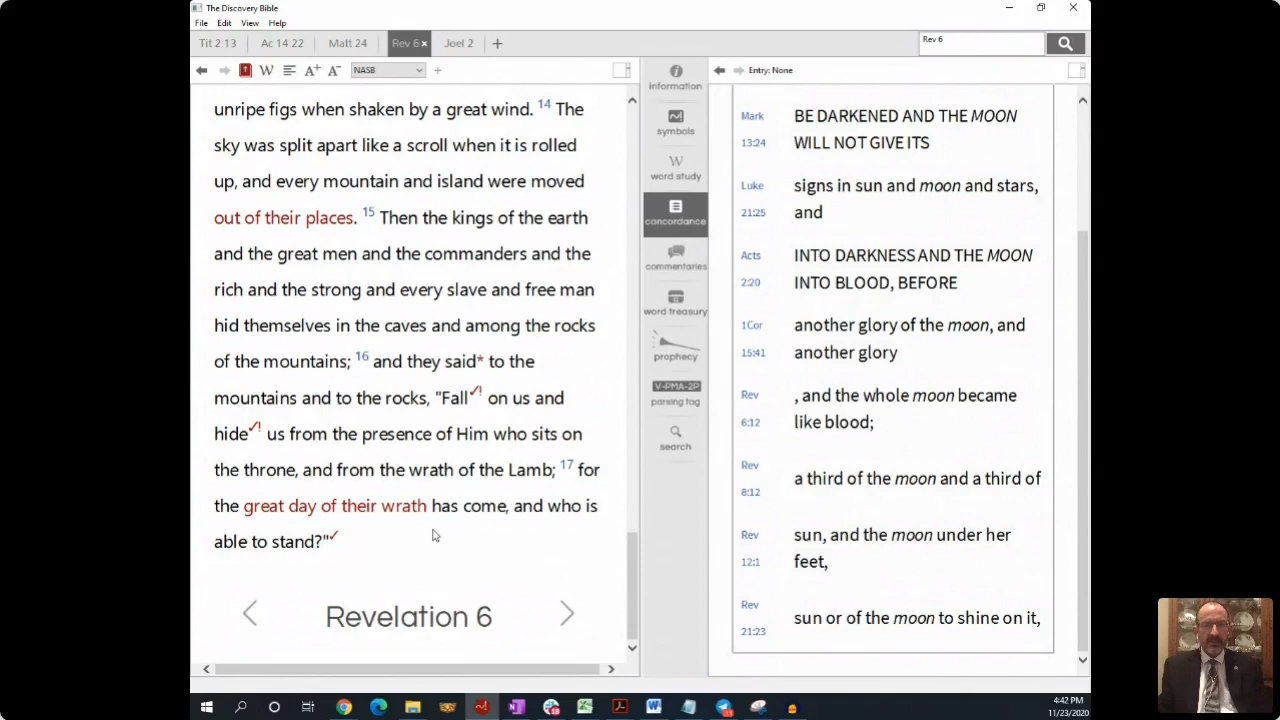 The Discovery Bible
File Edit View Help
Tit 2:13 Ac 14:22 Matt 24 Rev 6 × Joel 2 +
Rev 6
W A+ A- NASB +
Entry: None
unripe figs when shaken by a great wind. 14 The
sky was split apart like a scroll when it is rolled
up, and every mountain and island were moved
out of their places. 15 Then the kings of the earth
and the great men and the commanders and the
rich and the strong and every slave and free man
hid themselves in the caves and among the rocks
of the mountains; 16 and they said* to the
mountains and to the rocks, "Fall✓! on us and
hide✓! us from the presence of Him who sits on
the throne, and from the wrath of the Lamb; 17 for
the great day of their wrath has come, and who is
able to stand?"✓
Revelation 6
information
symbols
W
word study
concordance
commentaries
word treasury
prophecy
V-PMA-2P
parsing tag
search
Mark BE DARKENED AND THE MOON
13:24 WILL NOT GIVE ITS
Luke signs in sun and moon and stars,
21:25 and
Acts INTO DARKNESS AND THE MOON
2:20 INTO BLOOD, BEFORE
1Cor another glory of the moon, and
15:41 another glory
Rev , and the whole moon became
6:12 like blood;
Rev
a third of the moon and a third of
8:12
Rev sun, and the moon under her
12:1 feet,
Rev
sun or of the moon to shine on it,
21:23
4:42 PM
11/23/2020